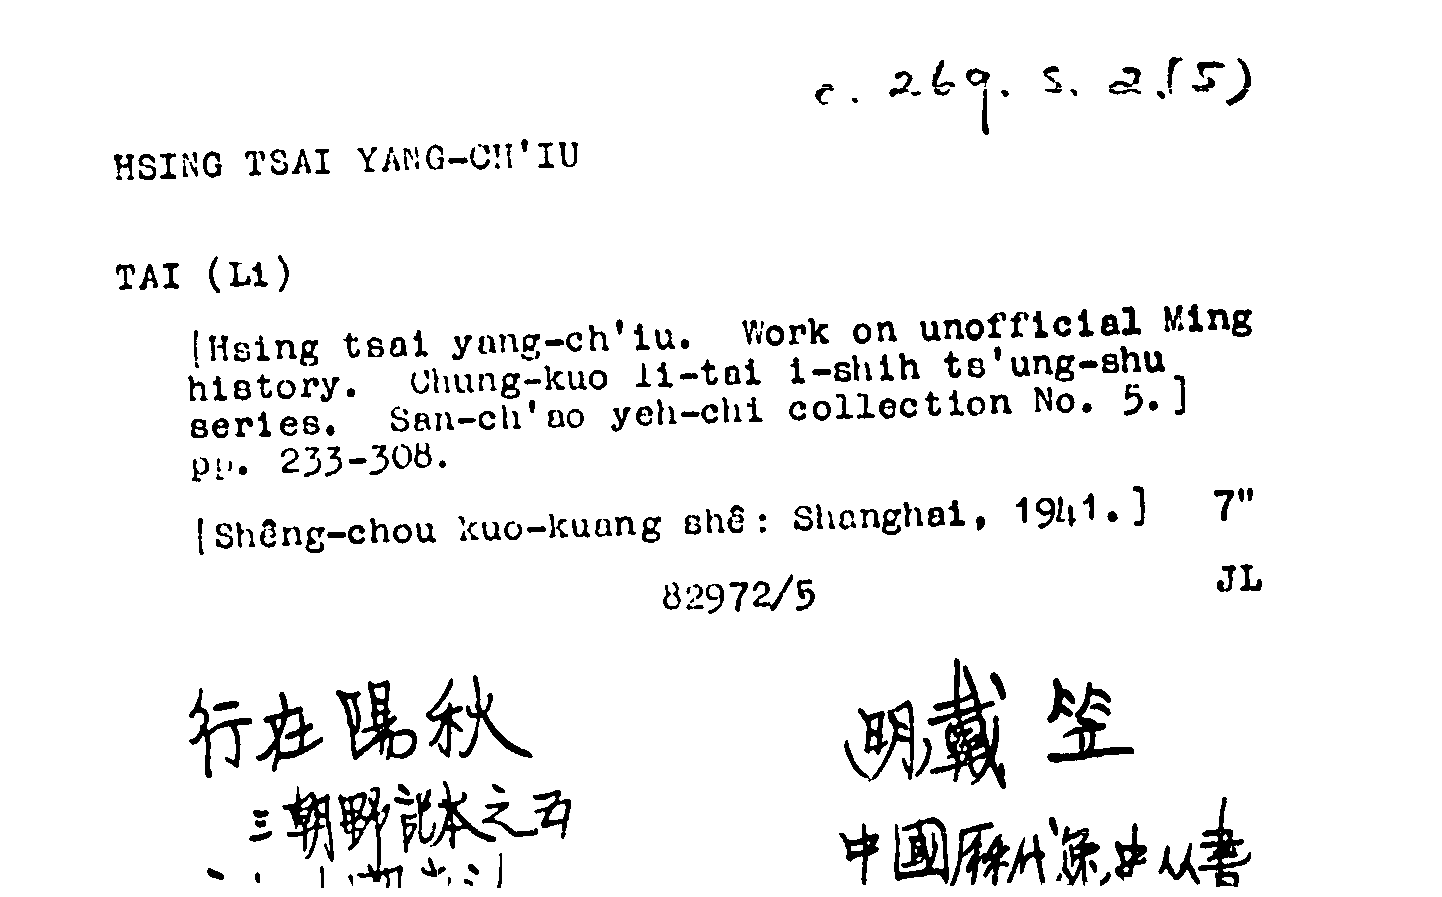 c. 269. s. 2.(5)
HSING TSAI YANG-CH'IU
TAI (Li)
[Hsing tsai yang-ch'iu. Work on unofficial Ming
history. Chung-kuo li-tai i-shih ts'ung-shu
series. San-ch'ao yeh-chi collection No. 5.]
pp. 233-308.
[Shêng-chou kuo-kuang shê: Shanghai, 1941.] 7"
82972/5 JL
行在陽秋 (明)戴笠
三朝野記本之五
中國歷代逸史从書